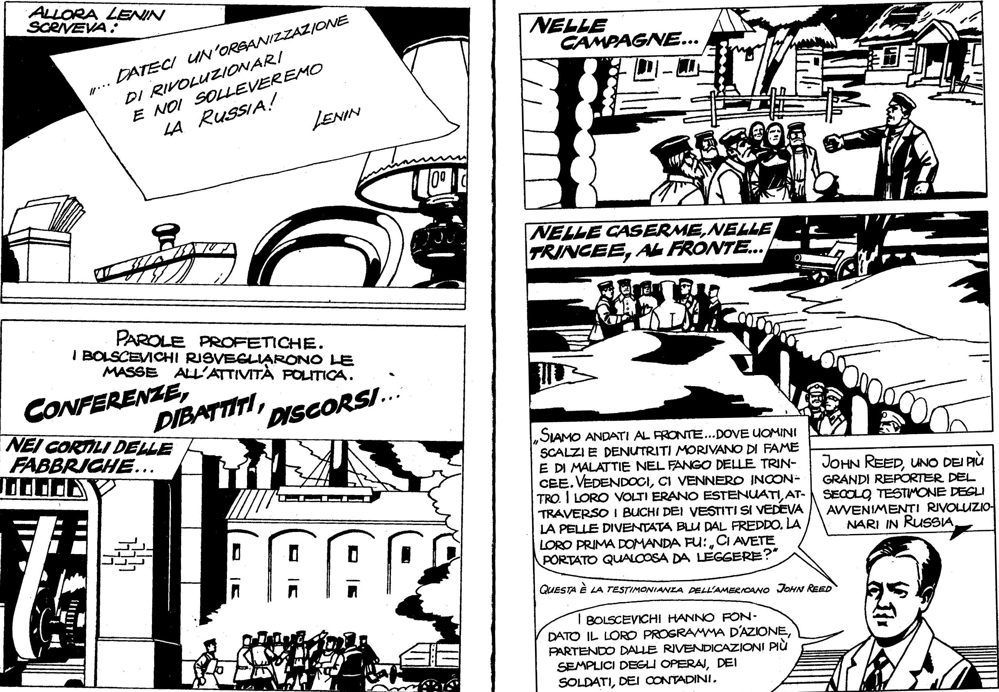 ALLORA LENIN
SCRIVEVA:
„... DATECI UN'ORGANIZZAZIONE
DI RIVOLUZIONARI
E NOI SOLLEVEREMO
LA RUSSIA!
LENIN
PAROLE PROFETICHE.
I BOLSCEVICHI RISVEGLIARONO LE
MASSE ALL'ATTIVITÀ POLITICA.
CONFERENZE,
DIBATTITI,
DISCORSI...
NEI CORTILI DELLE
FABBRICHE...
NELLE
CAMPAGNE...
NELLE CASERME, NELLE
TRINCEE, AL FRONTE...
„SIAMO ANDATI AL FRONTE...DOVE UOMINI
SCALZI E DENUTRITI MORIVANO DI FAME
E DI MALATTIE NEL FANGO DELLE TRIN-
CEE. VEDENDOCI, CI VENNERO INCON-
TRO. I LORO VOLTI ERANO ESTENUATI, AT-
TRAVERSO I BUCHI DEI VESTITI SI VEDEVA
LA PELLE DIVENTATA BLU DAL FREDDO. LA
LORO PRIMA DOMANDA FU: „CI AVETE
PORTATO QUALCOSA DA LEGGERE?"
JOHN REED, UNO DEI PIÙ
GRANDI REPORTER DEL
SECOLO, TESTIMONE DEGLI
AVVENIMENTI RIVOLUZIO-
NARI IN RUSSIA
QUESTA È LA TESTIMONIANZA DELL'AMERICANO JOHN REED
I BOLSCEVICHI HANNO FON-
DATO IL LORO PROGRAMMA D'AZIONE,
PARTENDO DALLE RIVENDICAZIONI PIÙ
SEMPLICI DEGLI OPERAI, DEI
SOLDATI, DEI CONTADINI.